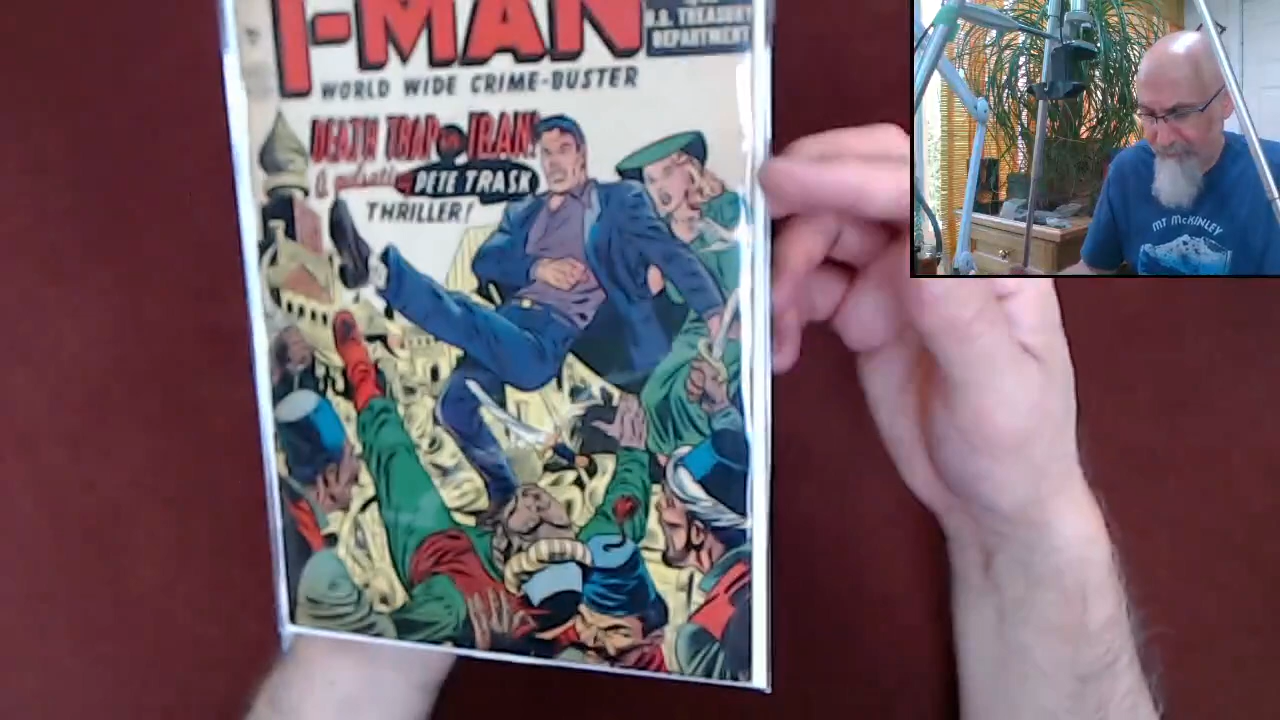 T-MAN
U.S. TREASURY
DEPARTMENT
WORLD WIDE CRIME-BUSTER
DEATH TRAP IN IRAN!
A PETE TRASK
THRILLER!
MT McKINLEY